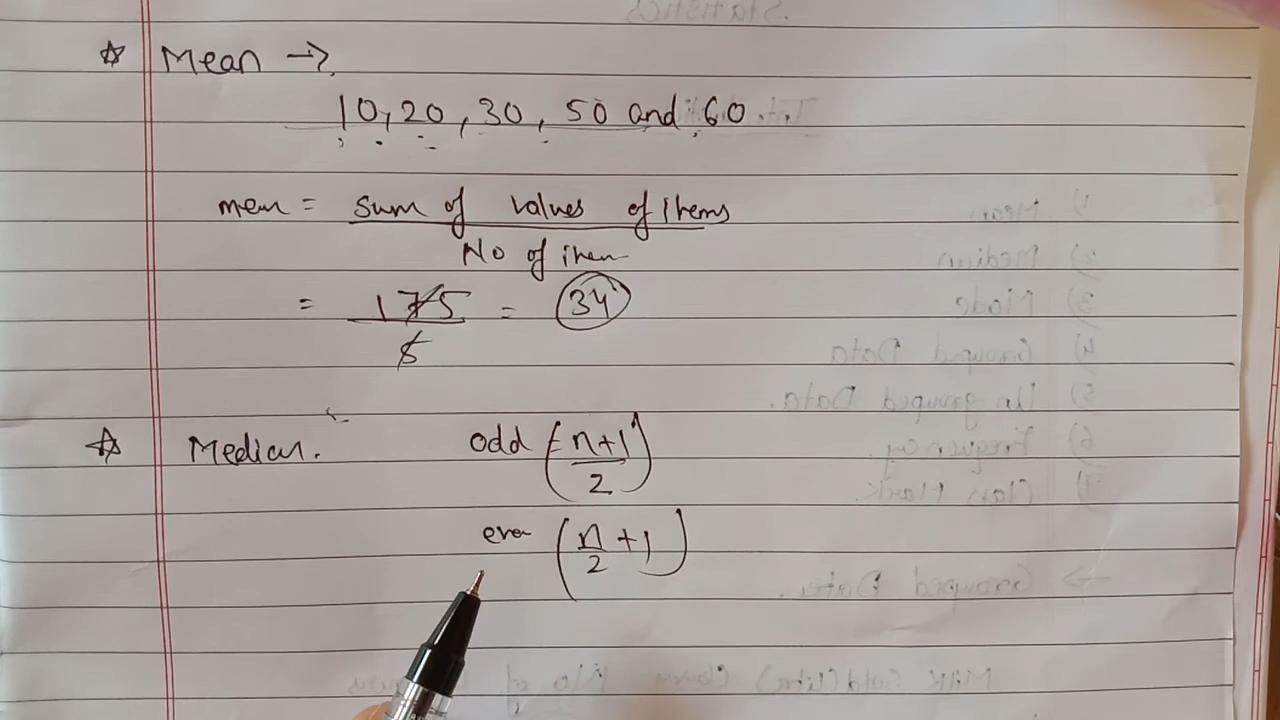 ☆ Mean →
10, 20, 30, 50 and 60.
mean = sum of values of items
No of item
= 175 = 34
5
☆ Median. odd (n+1
2)
even (n
2 +1)